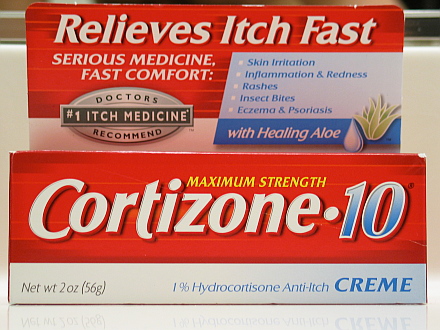 Relieves Itch Fast
SERIOUS MEDICINE,
FAST COMFORT:
• Skin Irritation
• Inflammation & Redness
• Rashes
• Insect Bites
• Eczema & Psoriasis
DOCTORS
#1 ITCH MEDICINE™
RECOMMEND
with Healing Aloe
MAXIMUM STRENGTH
Cortizone•10®
Net wt 2 oz (56g)
1% Hydrocortisone Anti-Itch CREME